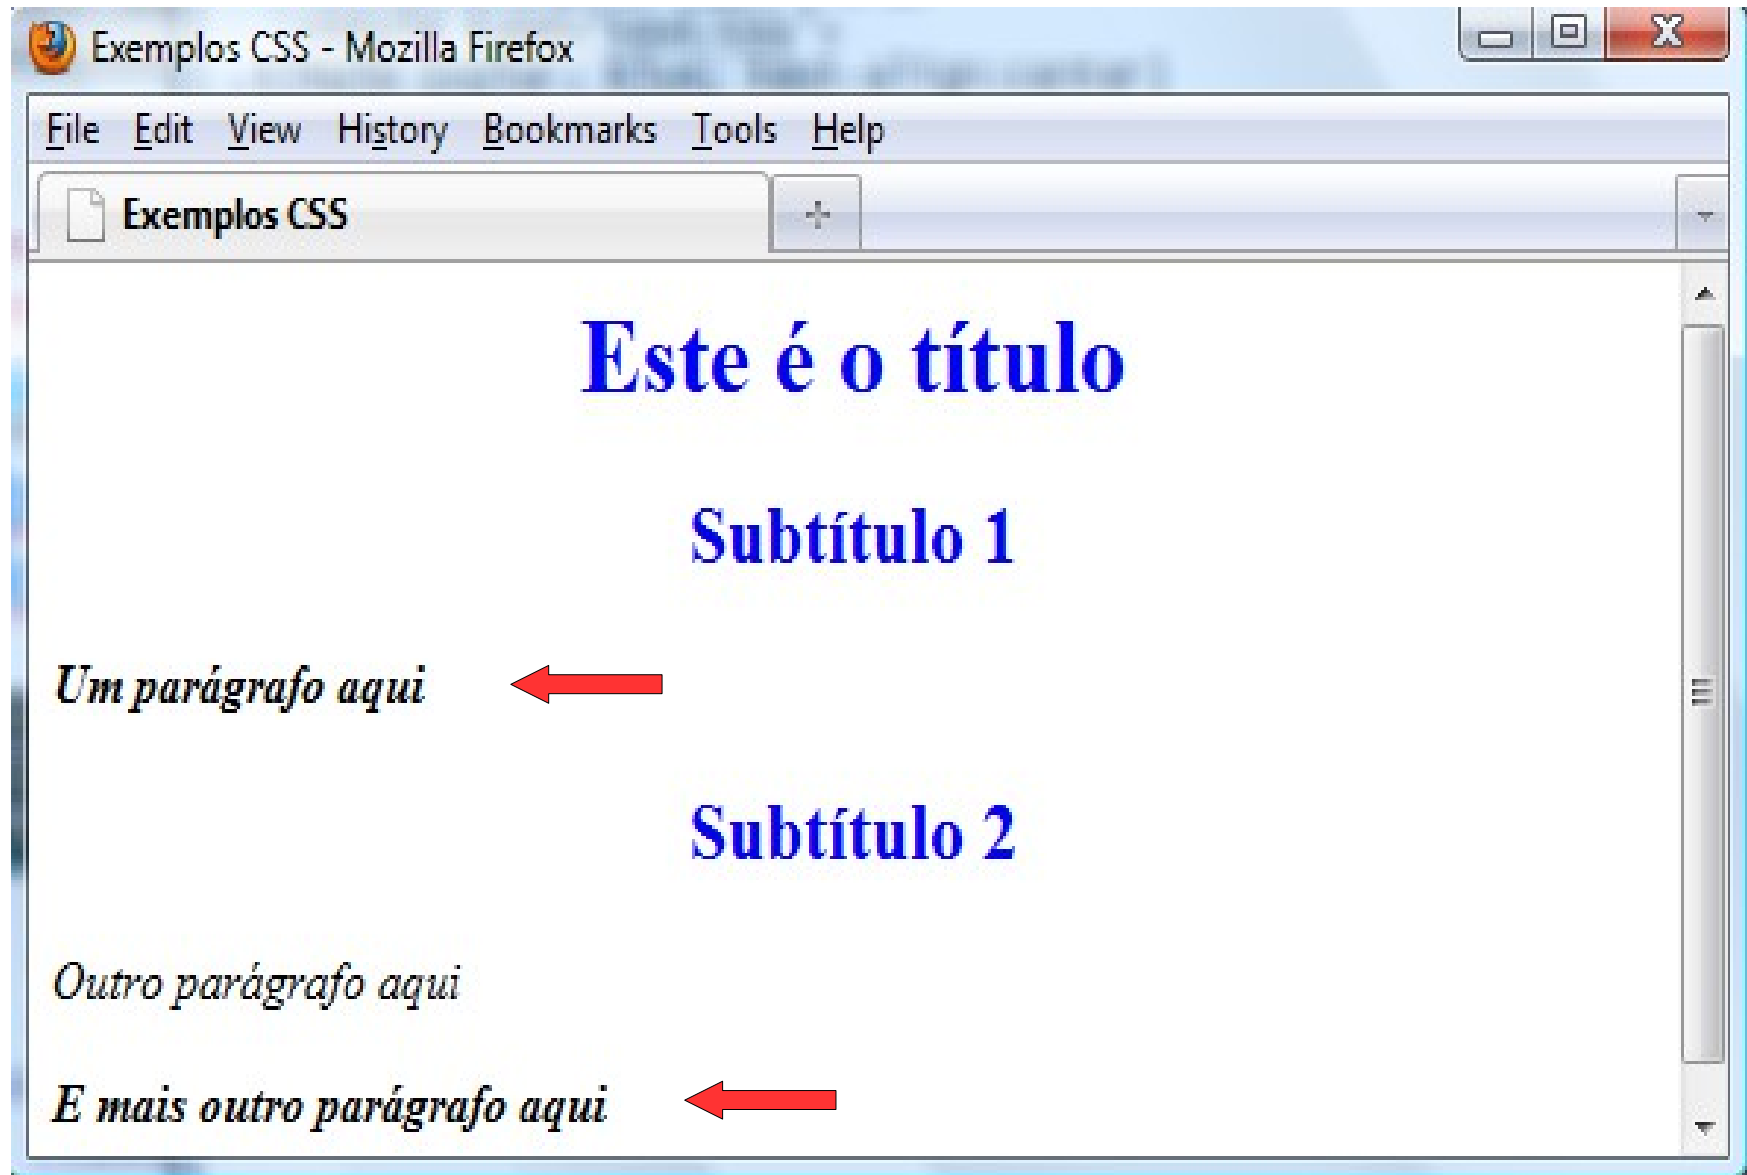 Exemplos CSS - Mozilla Firefox
File Edit View History Bookmarks Tools Help
Exemplos CSS
Este é o título
Subtítulo 1
Um parágrafo aqui
Subtítulo 2
Outro parágrafo aqui
E mais outro parágrafo aqui